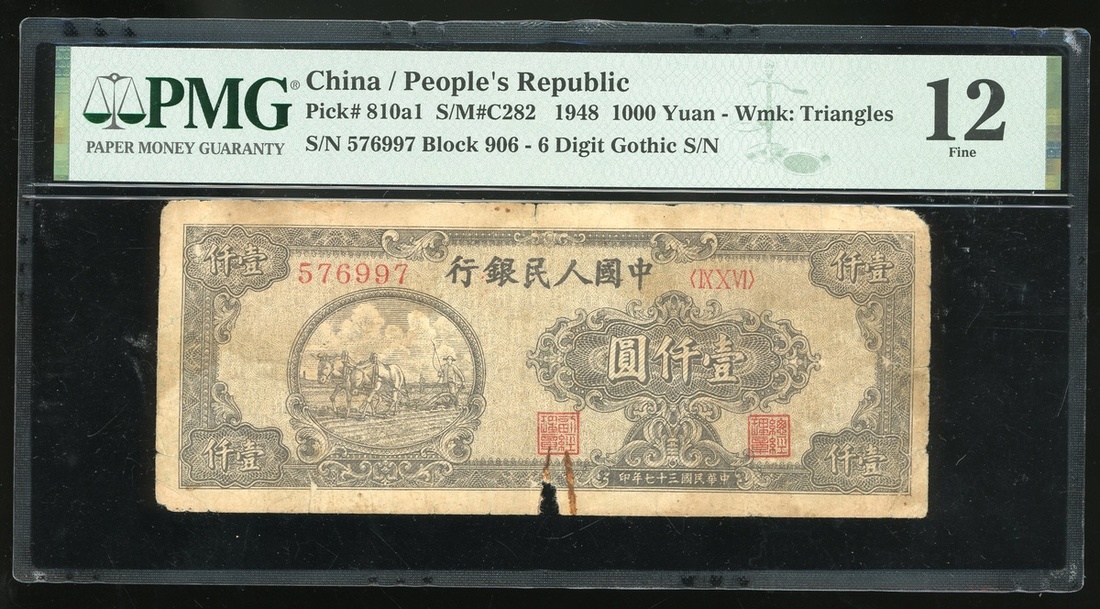 PMG®
PAPER MONEY GUARANTY
China / People's Republic
Pick# 810a1 S/M#C282 1948 1000 Yuan - Wmk: Triangles
S/N 576997 Block 906 - 6 Digit Gothic S/N
12
Fine
壹仟
576997
中國人民銀行
〈IX X VI〉
壹仟
壹仟圓
壹仟
中華民國三十七年印
壹仟